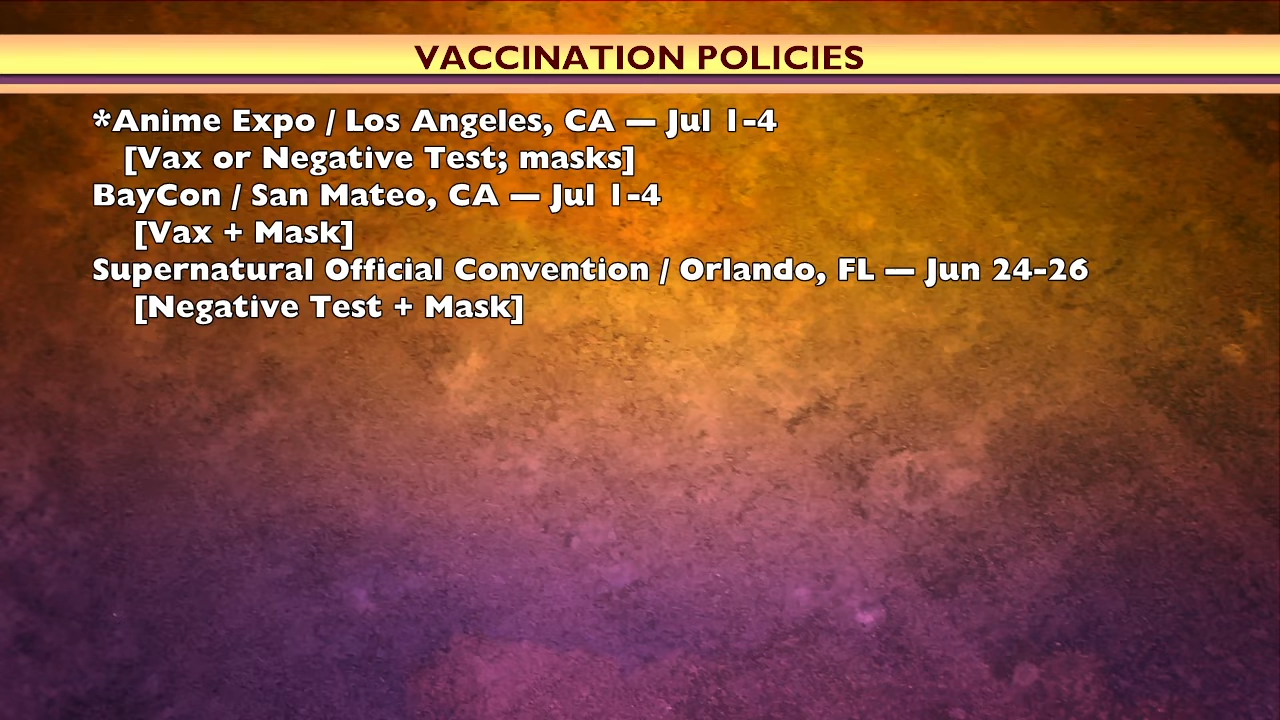 VACCINATION POLICIES
*Anime Expo / Los Angeles, CA — Jul 1-4
[Vax or Negative Test; masks]
BayCon / San Mateo, CA — Jul 1-4
[Vax + Mask]
Supernatural Official Convention / Orlando, FL — Jun 24-26
[Negative Test + Mask]